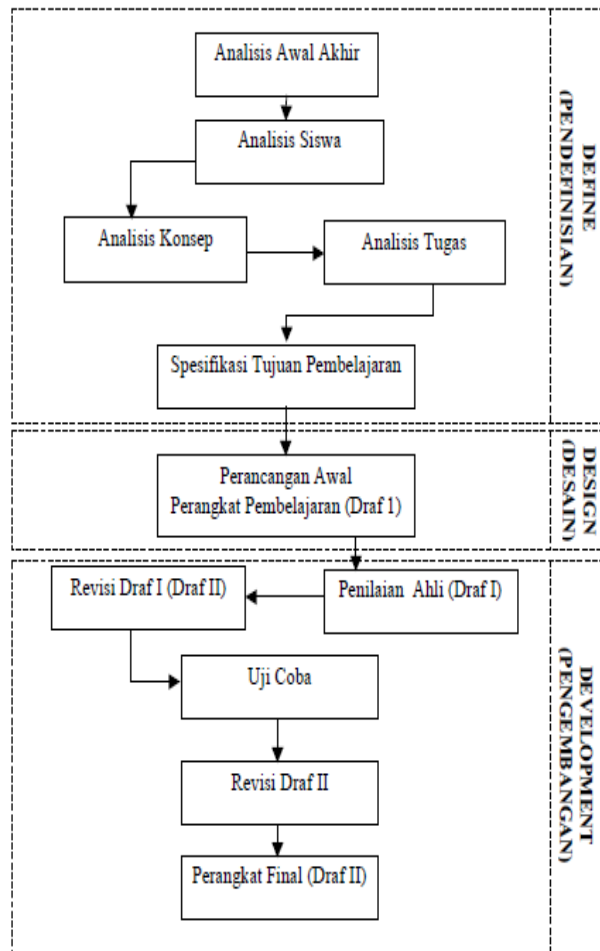 Analisis Awal Akhir
Analisis Siswa
Analisis Konsep
Analisis Tugas
Spesifikasi Tujuan Pembelajaran
DEFINE
(PENDEFINISIAN)
Perancangan Awal
Perangkat Pembelajaran (Draf 1)
DESIGN
(DESAIN)
Penilaian Ahli (Draf I)
Revisi Draf I (Draf II)
Uji Coba
Revisi Draf II
Perangkat Final (Draf II)
DEVELOPMENT
(PENGEMBANGAN)